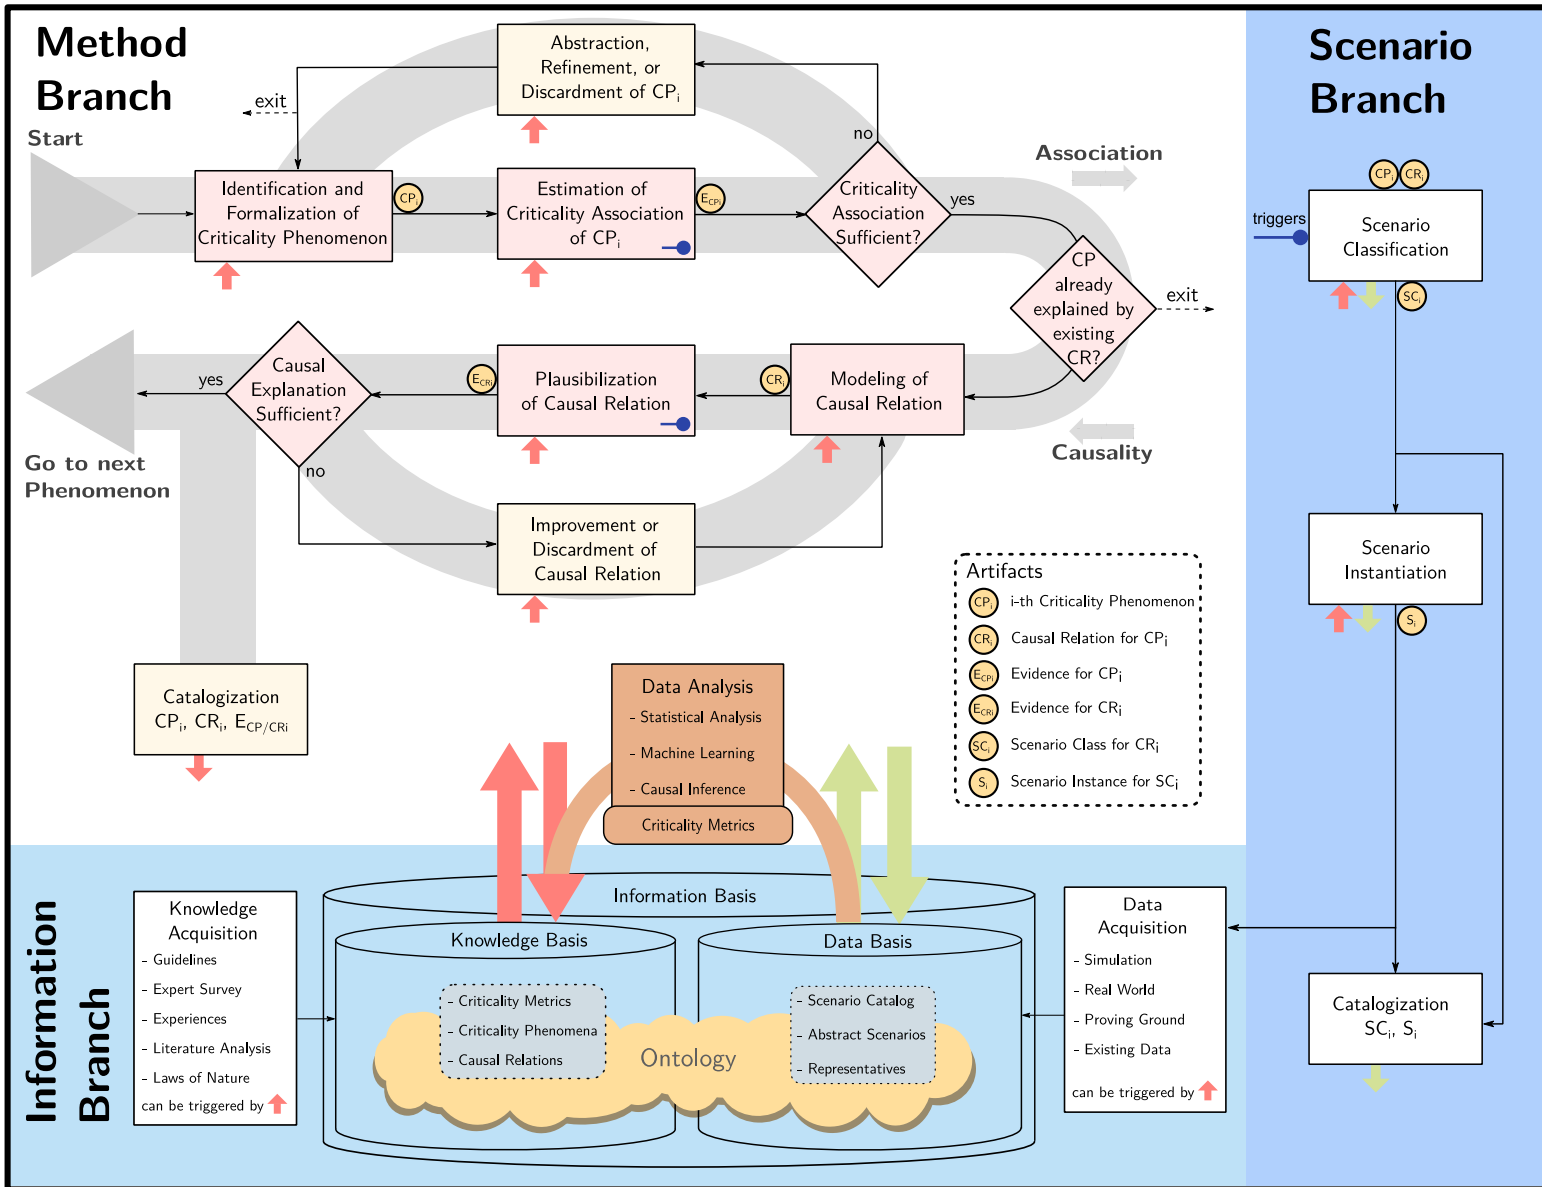 Method
Branch
Start
exit
Abstraction,
Refinement, or
Discardment of CPi
no
Identification and
Formalization of
Criticality Phenomenon
CPi
Estimation of
Criticality Association
of CPi
ECPi
Criticality
Association
Sufficient?
yes
Association
CP
already
explained by
existing
CR?
exit
Causality
Modeling of
Causal Relation
CRi
Plausibilization
of Causal Relation
ECRi
Causal
Explanation
Sufficient?
yes
no
Go to next
Phenomenon
Improvement or
Discardment of
Causal Relation
Catalogization
CPi, CRi, ECP/CRi
Data Analysis
- Statistical Analysis
- Machine Learning
- Causal Inference
Criticality Metrics
Artifacts
CPi i-th Criticality Phenomenon
CRi Causal Relation for CPi
ECPi Evidence for CPi
ECRi Evidence for CRi
SCi Scenario Class for CRi
Si Scenario Instance for SCi
Scenario
Branch
CPi CRi
triggers
Scenario
Classification
SCi
Scenario
Instantiation
Si
Catalogization
SCi, Si
Information
Branch
Knowledge
Acquisition
- Guidelines
- Expert Survey
- Experiences
- Literature Analysis
- Laws of Nature
can be triggered by
Information Basis
Knowledge Basis
- Criticality Metrics
- Criticality Phenomena
- Causal Relations
Ontology
Data Basis
- Scenario Catalog
- Abstract Scenarios
- Representatives
Data
Acquisition
- Simulation
- Real World
- Proving Ground
- Existing Data
can be triggered by